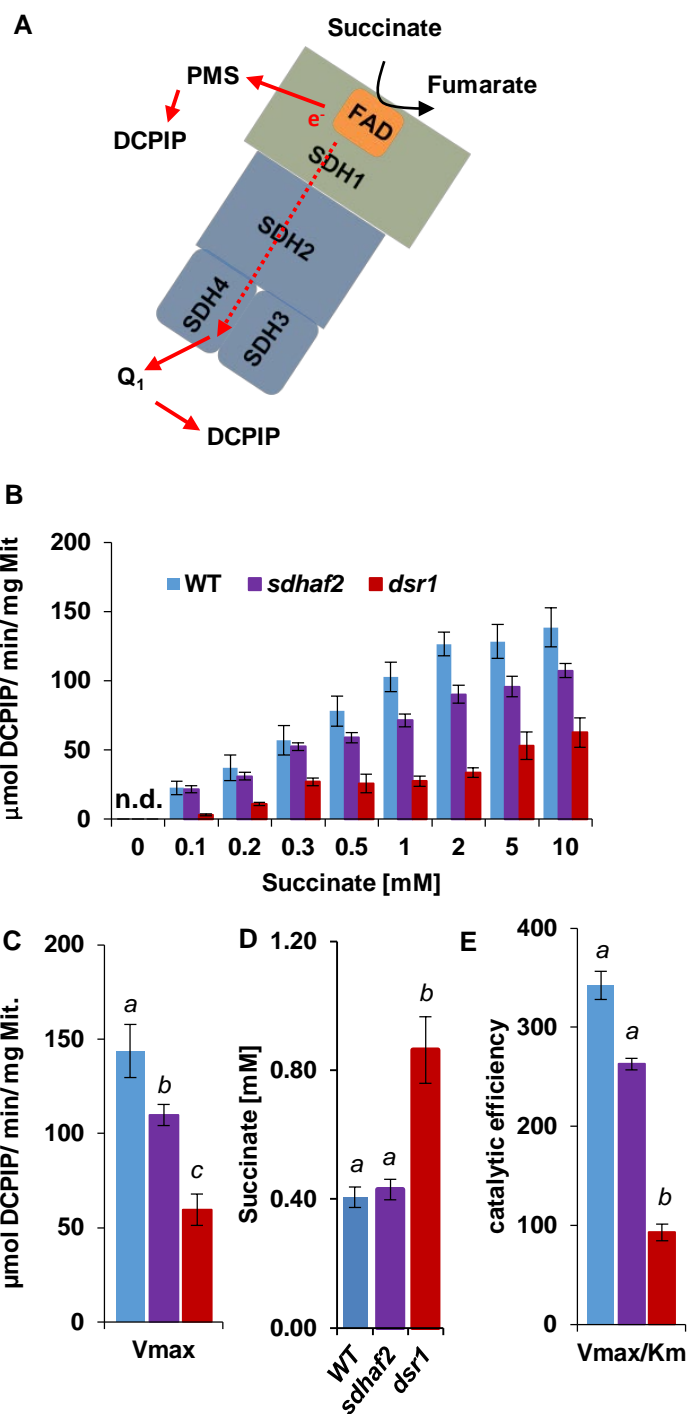 A
Succinate
PMS
Fumarate
e-
FAD
DCPIP
SDH1
SDH2
SDH4
SDH3
Q1
DCPIP
B
µmol DCPIP/ min/ mg Mit
200
150
100
50
0
WT sdhaf2 dsr1
n.d.
0 0.1 0.2 0.3 0.5 1 2 5 10
Succinate [mM]
C
µmol DCPIP/ min/ mg Mit.
200
150
100
50
0
a
b
c
Vmax
D
Succinate [mM]
1.20
0.80
0.40
0.00
a
a
b
WT
sdhaf2
dsr1
E
catalytic efficiency
400
300
200
100
0
a
a
b
Vmax/Km